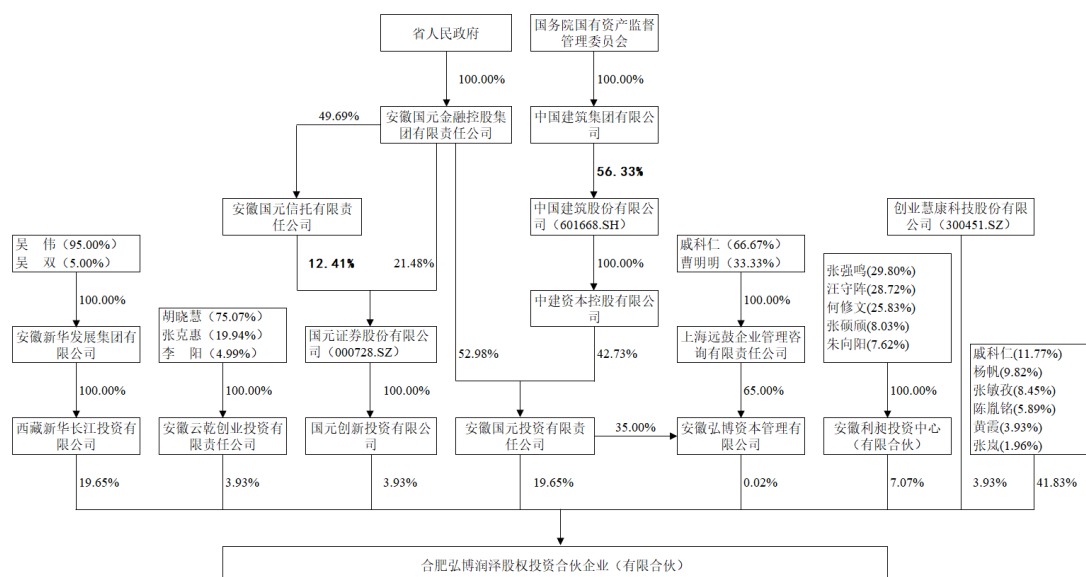 省人民政府
国务院国有资产监督
管理委员会
100.00%
100.00%
49.69%
安徽国元金融控股集
团有限责任公司
中国建筑集团有限公
司
56.33%
安徽国元信托有限责
任公司
中国建筑股份有限公
司（601668.SH）
创业慧康科技股份有限
公司（300451.SZ）
吴　伟（95.00%）
吴　双（5.00%）
戚科仁（66.67%）
曹明明（33.33%）
12.41%
21.48%
100.00%
张强鸣(29.80%)
汪守阵(28.72%)
何修文(25.83%)
张硕颀(8.03%)
朱向阳(7.62%)
100.00%
胡晓慧（75.07%）
张克惠（19.94%）
李　阳（4.99%）
中建资本控股有限公
司
100.00%
安徽新华发展集团有
限公司
国元证券股份有限公
司（000728.SZ）
上海远鼓企业管理咨
询有限责任公司
52.98%
42.73%
戚科仁(11.77%)
杨帆(9.82%)
张敏孜(8.45%)
陈胤铭(5.89%)
黄霞(3.93%)
张岚(1.96%)
100.00%
100.00%
100.00%
65.00%
100.00%
西藏新华长江投资有
限公司
安徽云乾创业投资有
限责任公司
国元创新投资有限公
司
安徽国元投资有限责
任公司
35.00%
安徽弘博资本管理有
限公司
安徽利昶投资中心
（有限合伙）
19.65%
3.93%
3.93%
19.65%
0.02%
7.07%
3.93%
41.83%
合肥弘博润泽股权投资合伙企业（有限合伙）